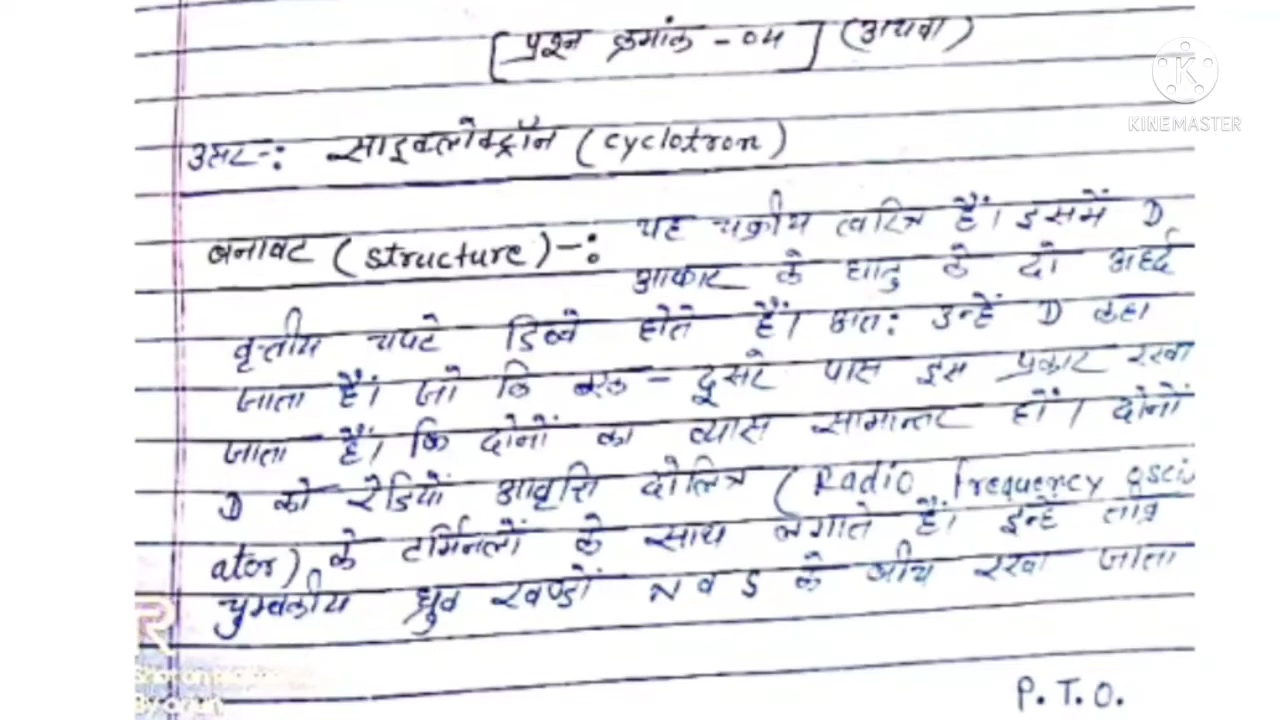 [प्रश्न क्रमांक - 04] (अथवा)
KINEMASTER
उत्तर-: साइक्लोट्रॉन (cyclotron)
बनावट (structure) -: यह चक्रीय त्वरित्र हैं। इसमें D
आकार के धातु के दो अर्ध्द
वृत्तीय चपटे डिब्बे होते हैं। अतः उन्हें D कहा
जाता हैं। जो कि एक - दूसरे पास इस प्रकार रखा
जाता हैं। कि दोनों का व्यास सामान्तर हों। दोनों
D को रेडियों आवृत्ति दोलित्र (Radio frequency oscill
ator) के टर्मिनलों के साथ लगाते हैं। इन्हें तीव्र
चुम्बकीय ध्रुव खण्डों N व S के बीच रखा जाता
P.T.O.